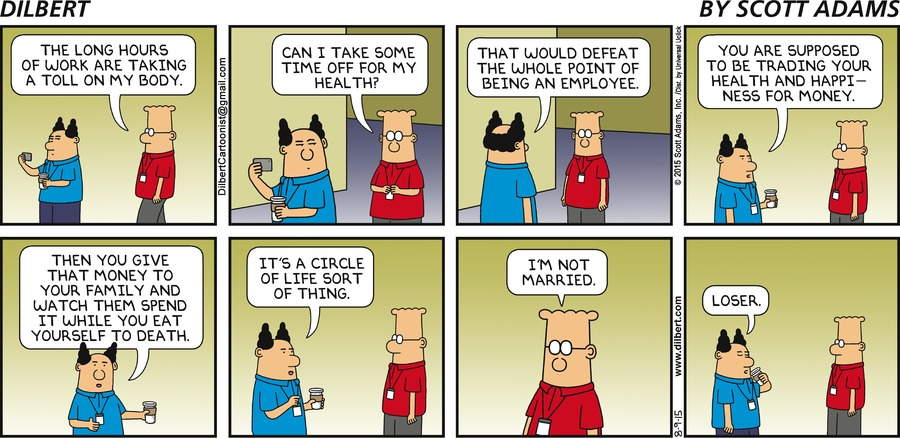 DILBERT
BY SCOTT ADAMS
THE LONG HOURS
OF WORK ARE TAKING
A TOLL ON MY BODY.
DilbertCartoonist@gmail.com
CAN I TAKE SOME
TIME OFF FOR MY
HEALTH?
THAT WOULD DEFEAT
THE WHOLE POINT OF
BEING AN EMPLOYEE.
© 2015 Scott Adams, Inc. /Dist. by Universal Uclick
YOU ARE SUPPOSED
TO BE TRADING YOUR
HEALTH AND HAPPI-
NESS FOR MONEY.
THEN YOU GIVE
THAT MONEY TO
YOUR FAMILY AND
WATCH THEM SPEND
IT WHILE YOU EAT
YOURSELF TO DEATH.
IT'S A CIRCLE
OF LIFE SORT
OF THING.
I'M NOT
MARRIED.
8-9-15
www.dilbert.com
LOSER.